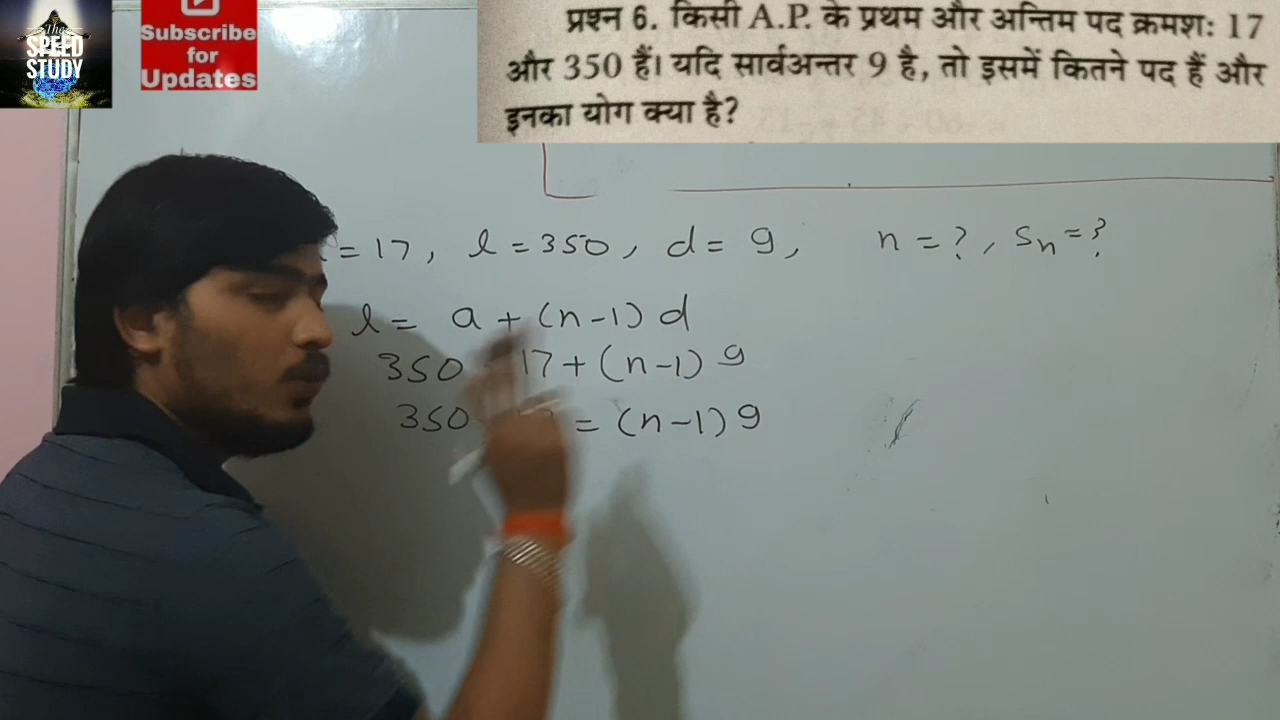 The
SPEED
STUDY
Subscribe
for
Updates
प्रश्न 6. किसी A.P. के प्रथम और अन्तिम पद क्रमशः 17
और 350 हैं। यदि सार्वअन्तर 9 है, तो इसमें कितने पद हैं और
इनका योग क्या है?
= 17, l = 350, d = 9, n = ?, Sn = ?
l = a + (n-1) d
350 17 + (n-1) 9
350 = (n-1) 9